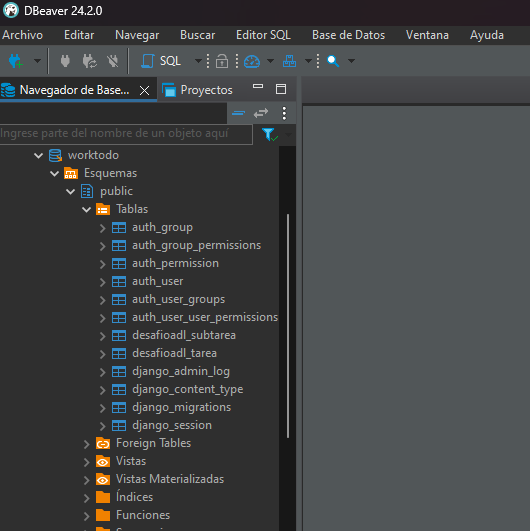 DBeaver 24.2.0
Archivo Editar Navegar Buscar Editor SQL Base de Datos Ventana Ayuda
SQL
Navegador de Base... Proyectos
Ingrese parte del nombre de un objeto aquí
worktodo
Esquemas
public
Tablas
auth_group
auth_group_permissions
auth_permission
auth_user
auth_user_groups
auth_user_user_permissions
desafioadl_subtarea
desafioadl_tarea
django_admin_log
django_content_type
django_migrations
django_session
Foreign Tables
Vistas
Vistas Materializadas
Índices
Funciones